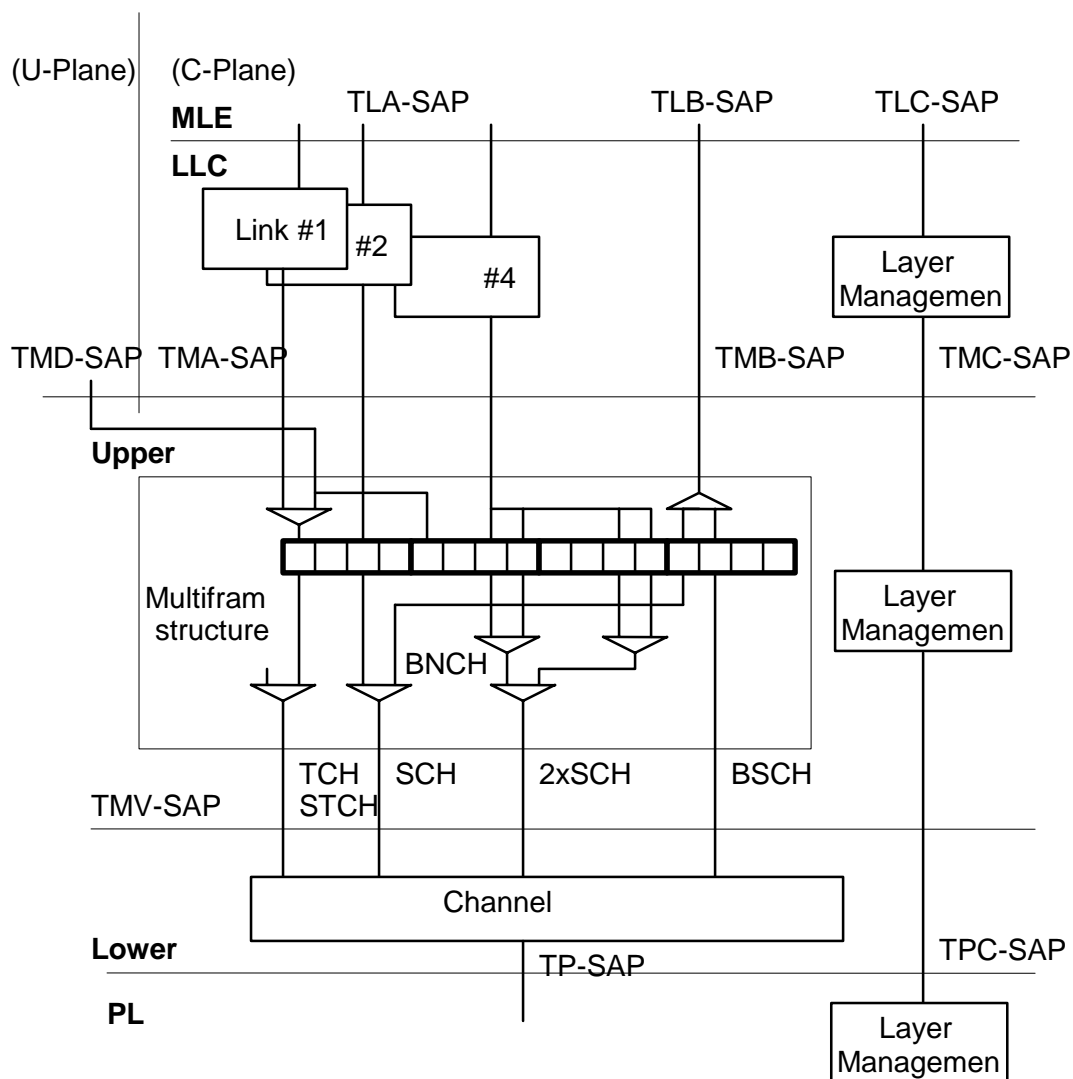 (U-Plane) (C-Plane)
TLA-SAP TLB-SAP TLC-SAP
MLE
LLC
Link #1
#2
#4
Layer
Managemen
TMD-SAP TMA-SAP TMB-SAP TMC-SAP
Upper
Multifram
structure
Layer
Managemen
BNCH
TCH SCH 2xSCH BSCH
TMV-SAP STCH
Channel
Lower TP-SAP TPC-SAP
PL
Layer
Managemen